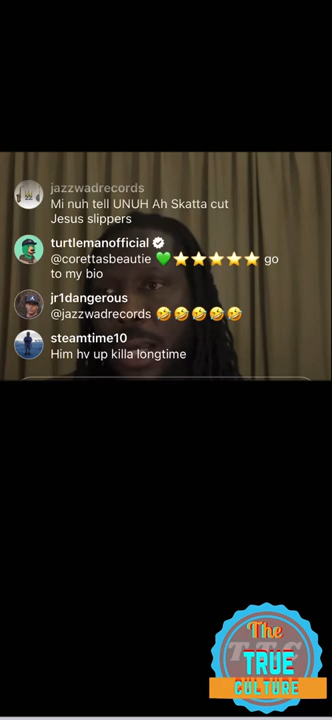 jazzwadrecords
Mi nuh tell UNUH Ah Skatta cut
Jesus slippers
turtlemanofficial
@corettasbeautie 💚⭐⭐⭐⭐⭐ go
to my bio
jr1dangerous
@jazzwadrecords 🤣🤣🤣🤣🤣
steamtime10
Him hv up killa longtime
The
TTC
TRUE
CULTURE